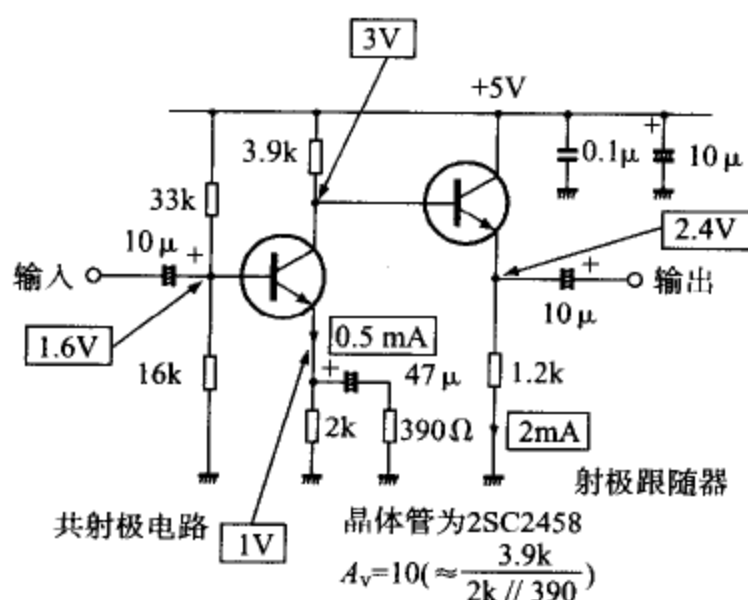 3V
+5V
3.9k
0.1μ
10μ
33k
10μ
+
+
2.4V
输入
+
输出
10μ
1.6V
0.5 mA
16k
+
47μ
1.2k
2k
390Ω
2mA
射极跟随器
共射极电路
1V
晶体管为2SC2458
Av=10(≈3.9k
2k // 390)